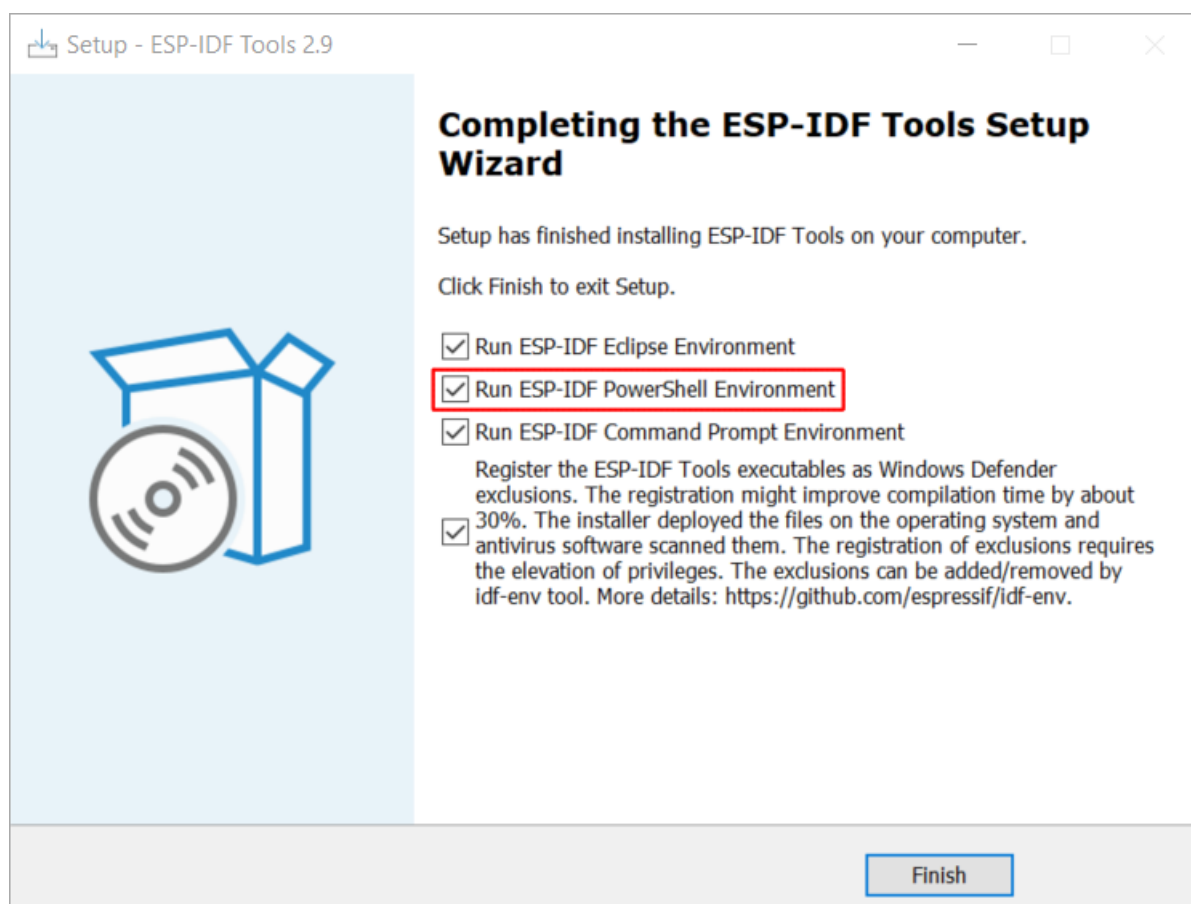 Setup - ESP-IDF Tools 2.9
Completing the ESP-IDF Tools Setup
Wizard
Setup has finished installing ESP-IDF Tools on your computer.
Click Finish to exit Setup.
Run ESP-IDF Eclipse Environment
Run ESP-IDF PowerShell Environment
Run ESP-IDF Command Prompt Environment
Register the ESP-IDF Tools executables as Windows Defender
exclusions. The registration might improve compilation time by about
30%. The installer deployed the files on the operating system and
antivirus software scanned them. The registration of exclusions requires
the elevation of privileges. The exclusions can be added/removed by
idf-env tool. More details: https://github.com/espressif/idf-env.
Finish